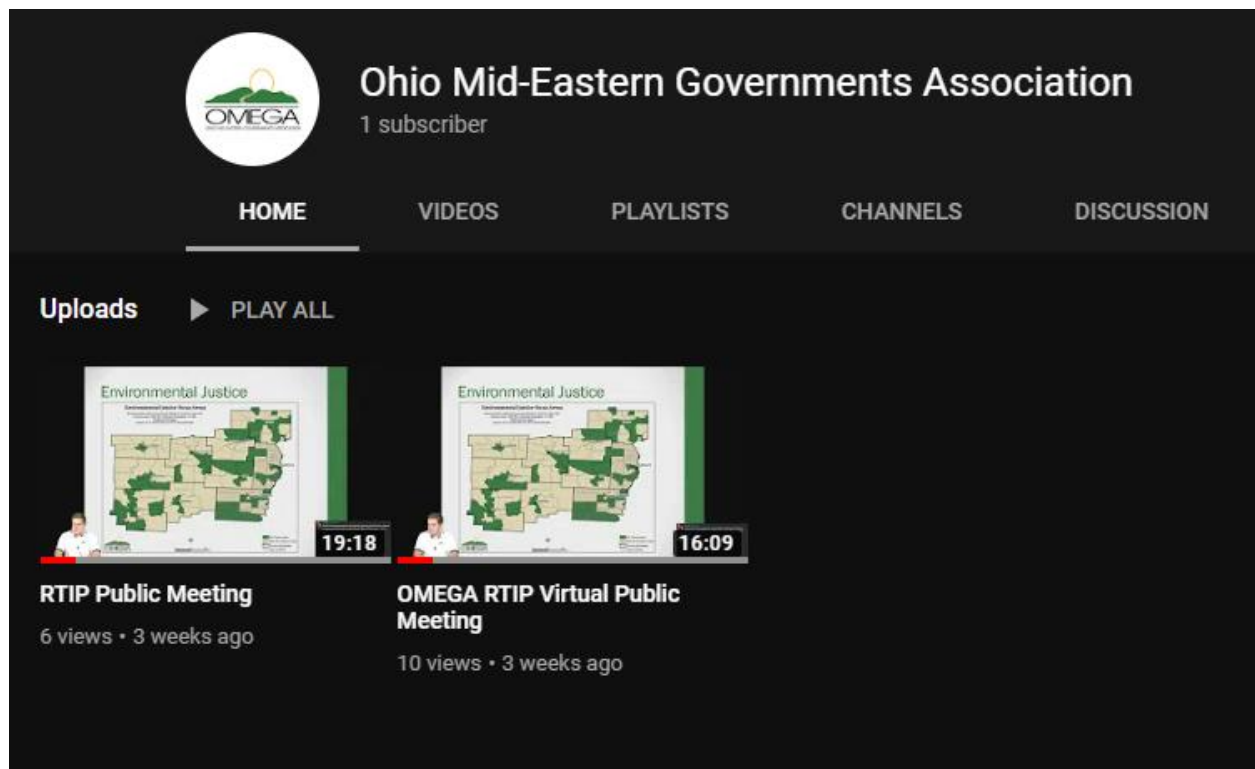 OMEGA
Ohio Mid-Eastern Governments Association
1 subscriber
HOME VIDEOS PLAYLISTS CHANNELS DISCUSSION
Uploads PLAY ALL
Environmental Justice
19:18
RTIP Public Meeting
6 views • 3 weeks ago
Environmental Justice
16:09
OMEGA RTIP Virtual Public
Meeting
10 views • 3 weeks ago